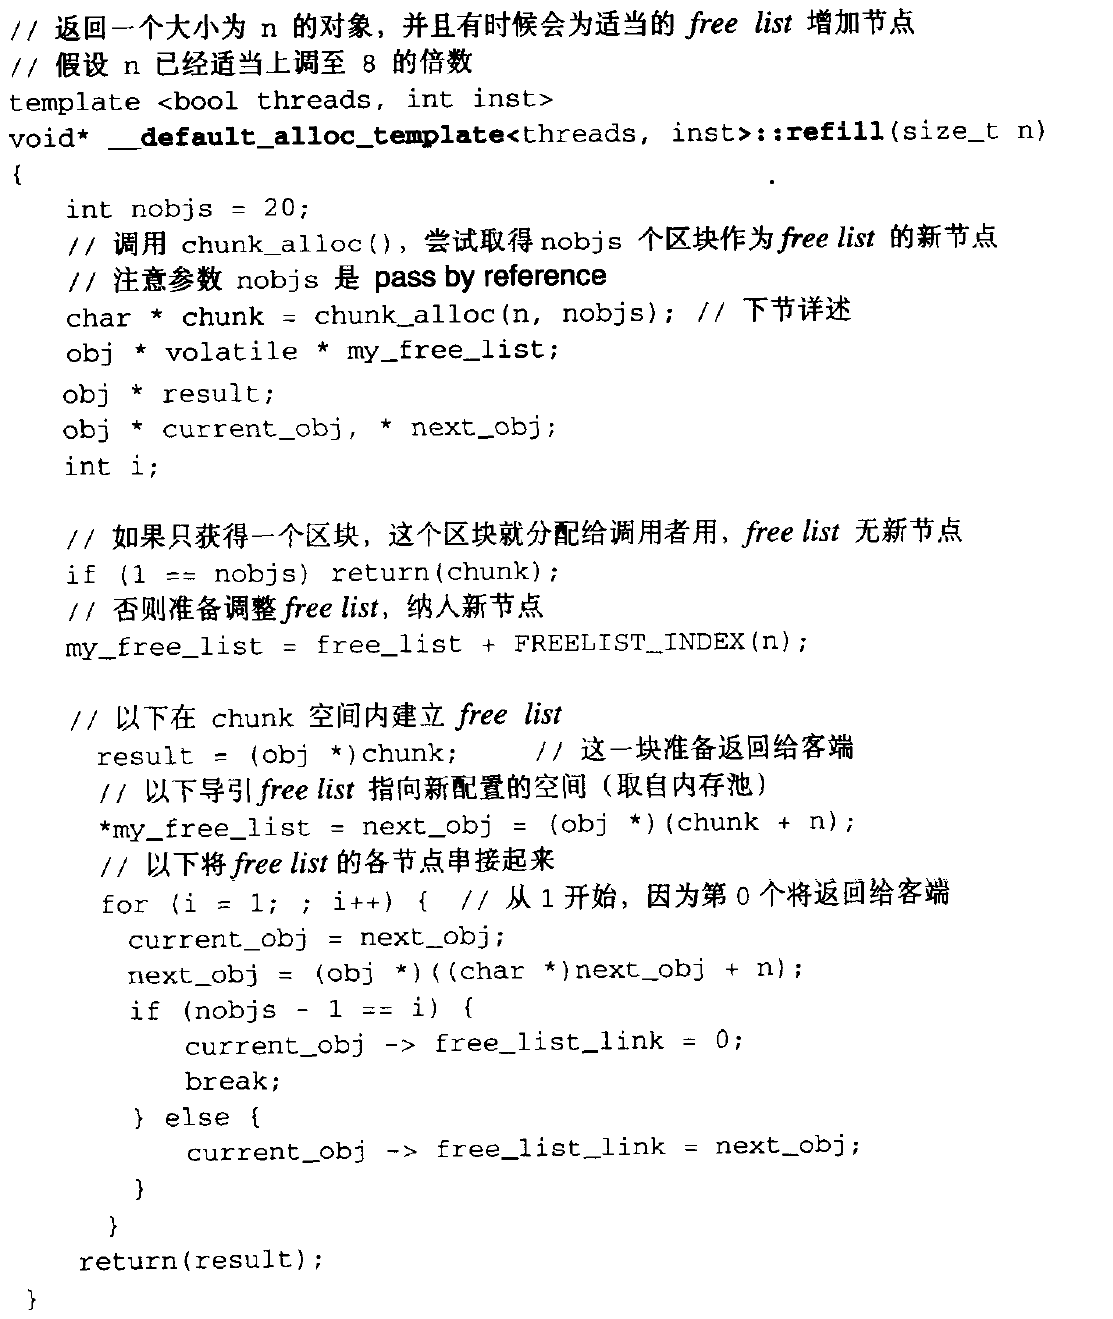 // 返回一个大小为 n 的对象，并且有时候会为适当的 free list 增加节点
// 假设 n 已经适当上调至 8 的倍数
template <bool threads, int inst>
void* __default_alloc_template<threads, inst>::refill(size_t n)
{
int nobjs = 20;
// 调用 chunk_alloc()，尝试取得 nobjs 个区块作为 free list 的新节点
// 注意参数 nobjs 是 pass by reference
char * chunk = chunk_alloc(n, nobjs); // 下节详述
obj * volatile * my_free_list;
obj * result;
obj * current_obj, * next_obj;
int i;
// 如果只获得一个区块，这个区块就分配给调用者用，free list 无新节点
if (1 == nobjs) return(chunk);
// 否则准备调整 free list，纳人新节点
my_free_list = free_list + FREELIST_INDEX(n);
// 以下在 chunk 空间内建立 free list
result = (obj *)chunk; // 这一块准备返回给客端
// 以下导引 free list 指向新配置的空间（取自内存池）
*my_free_list = next_obj = (obj *)(chunk + n);
// 以下将 free list 的各节点串接起来
for (i = 1; ; i++) { // 从 1 开始，因为第 0 个将返回给客端
current_obj = next_obj;
next_obj = (obj *)((char *)next_obj + n);
if (nobjs - 1 == i) {
current_obj -> free_list_link = 0;
break;
} else {
current_obj -> free_list_link = next_obj;
}
}
return(result);
}